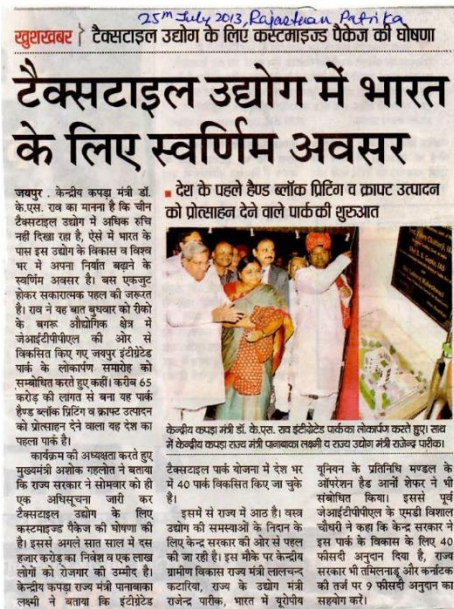 25th July 2013, Rajasthan Patrika
खुशखबर | टैक्सटाइल उद्योग के लिए कस्टमाइज्ड पैकेज की घोषणा
टैक्सटाइल उद्योग में भारत
के लिए स्वर्णिम अवसर
जयपुर . केन्द्रीय कपड़ा मंत्री डॉ.
के.एस. राव का मानना है कि चीन
टैक्सटाइल उद्योग में अधिक रुचि
नहीं दिखा रहा है, ऐसे में भारत के
पास इस उद्योग के विकास व विश्व
भर में अपना निर्यात बढ़ाने के
स्वर्णिम अवसर है। बस एकजुट
होकर सकारात्मक पहल की जरूरत
है। राव ने यह बात बुधवार को रीको
के बगरू औद्योगिक क्षेत्र में
जेआईटीपीपीएल की ओर से
विकसित किए गए जयपुर इंटीग्रेटेड
पार्क के लोकार्पण समारोह को
सम्बोधित करते हुए कहीं। करीब 65
करोड़ की लागत से बना यह पार्क
हैण्ड ब्लॉक प्रिटिंग व क्राफ्ट उत्पादन
को प्रोत्साहन देने वाला यह देश का
पहला पार्क है।
कार्यक्रम की अध्यक्षता करते हुए
मुख्यमंत्री अशोक गहलोत ने बताया
कि राज्य सरकार ने सोमवार को ही
एक अधिसूचना जारी कर
टैक्सटाइल उद्योग के लिए
कस्टमाइज्ड पैकेज की घोषणा की
है। इससे अगले सात साल में दस
हजार करोड़ का निवेश व एक लाख
लोगों को रोजगार की उम्मीद है।
केन्द्रीय कपड़ा राज्य मंत्री पानाबाका
लक्ष्मी ने बताया कि इंटीग्रेटेड
▪ देश के पहले हैण्ड ब्लॉक प्रिटिंग व क्राफ्ट उत्पादन
को प्रोत्साहन देने वाले पार्क की शुरुआत
केन्द्रीय कपड़ा मंत्री डॉ. के.एस. राव इंटीग्रेटेड पार्क का लोकार्पण करते हुए। साथ
में केन्द्रीय कपड़ा राज्य मंत्री पानाबाका लक्ष्मी व राज्य उद्योग मंत्री राजेन्द्र पारीक।
टैक्सटाइल पार्क योजना में देश भर
में 40 पार्क विकसित किए जा चुके
है।
इसमें से राज्य में आठ है। वस्त्र
उद्योग की समस्याओं के निदान के
लिए केन्द्र सरकार की ओर से पहल
की जा रही है। इस मौके पर केन्द्रीय
ग्रामीण विकास राज्य मंत्री लालचन्द
कटारिया, राज्य के उद्योग मंत्री
राजेन्द्र पारीक, भारत में यूरोपीय
यूनियन के प्रतिनिधि मण्डल के
ऑपरेशन हैड आर्नो शेफर ने भी
संबोधित किया। इससे पूर्व
जेआईटीपीपीएल के एमडी विशाल
चौधरी ने कहा कि केन्द्र सरकार ने
इस पार्क के विकास के लिए 40
फीसदी अनुदान दिया है, राज्य
सरकार भी तमिलनाडु और कर्नाटक
की तर्ज पर 9 फीसदी अनुदान का
सहयोग करें।